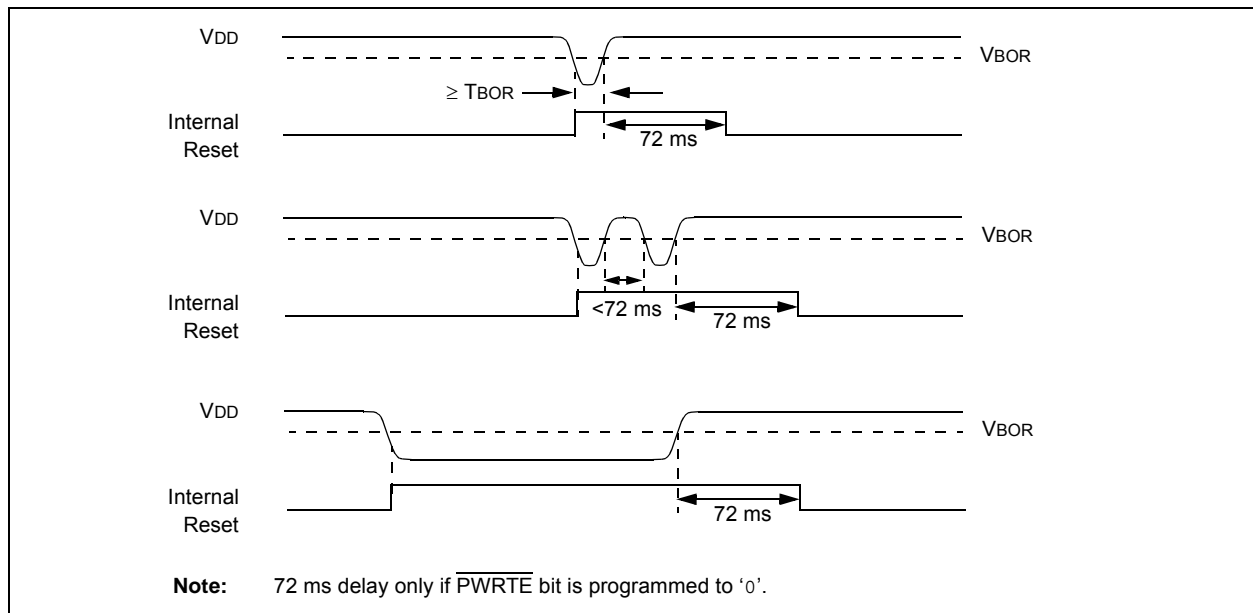 VDD
VBOR
≥ TBOR
Internal
Reset
72 ms
VDD
VBOR
Internal
Reset
<72 ms
72 ms
VDD
VBOR
Internal
Reset
72 ms
Note: 72 ms delay only if P̅W̅R̅T̅E̅ bit is programmed to ‘0’.